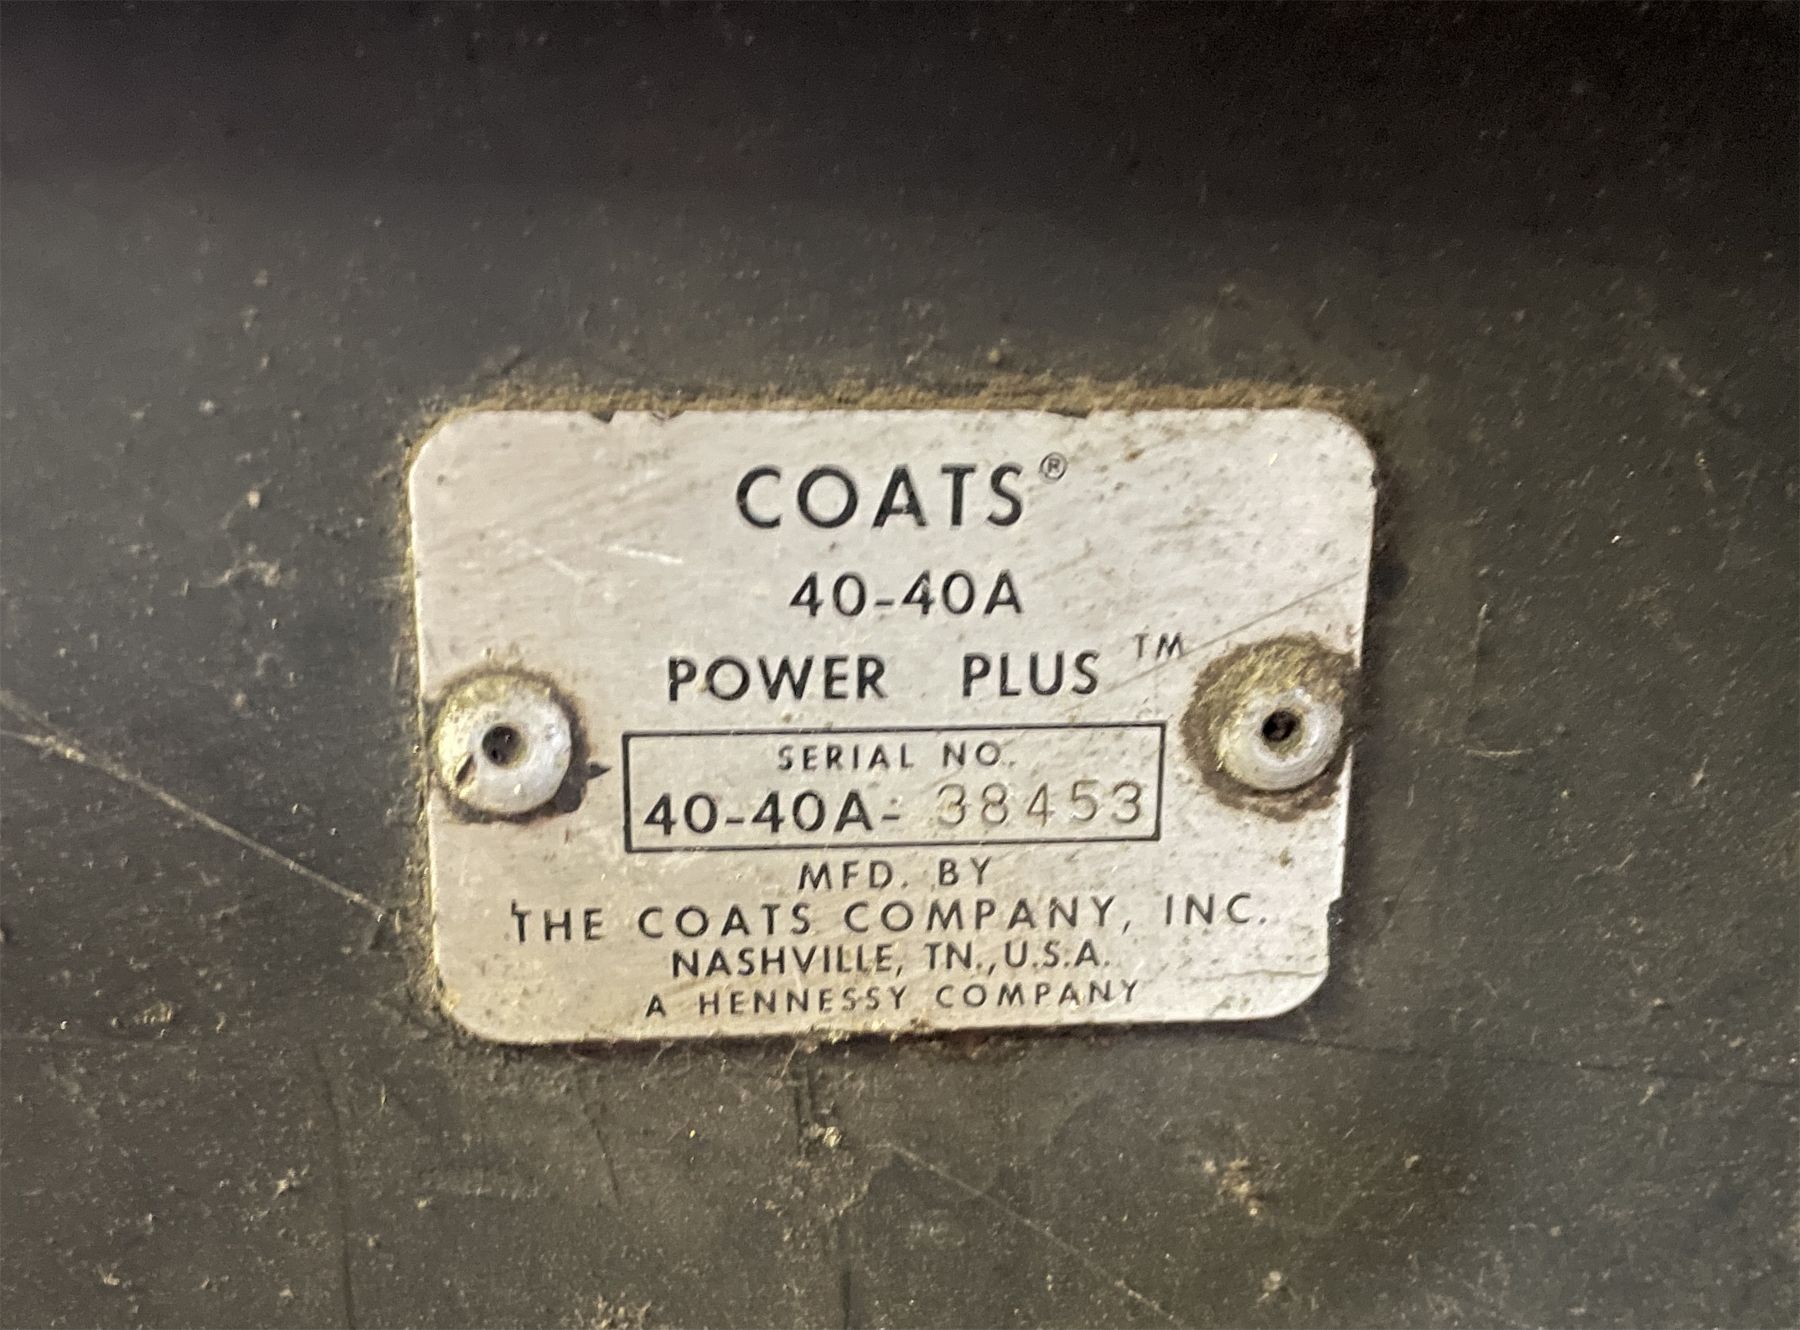 COATS®
40-40A
POWER PLUS™
SERIAL NO.
40-40A- 38453
MFD. BY
THE COATS COMPANY, INC.
NASHVILLE, TN., U.S.A.
A HENNESSY COMPANY